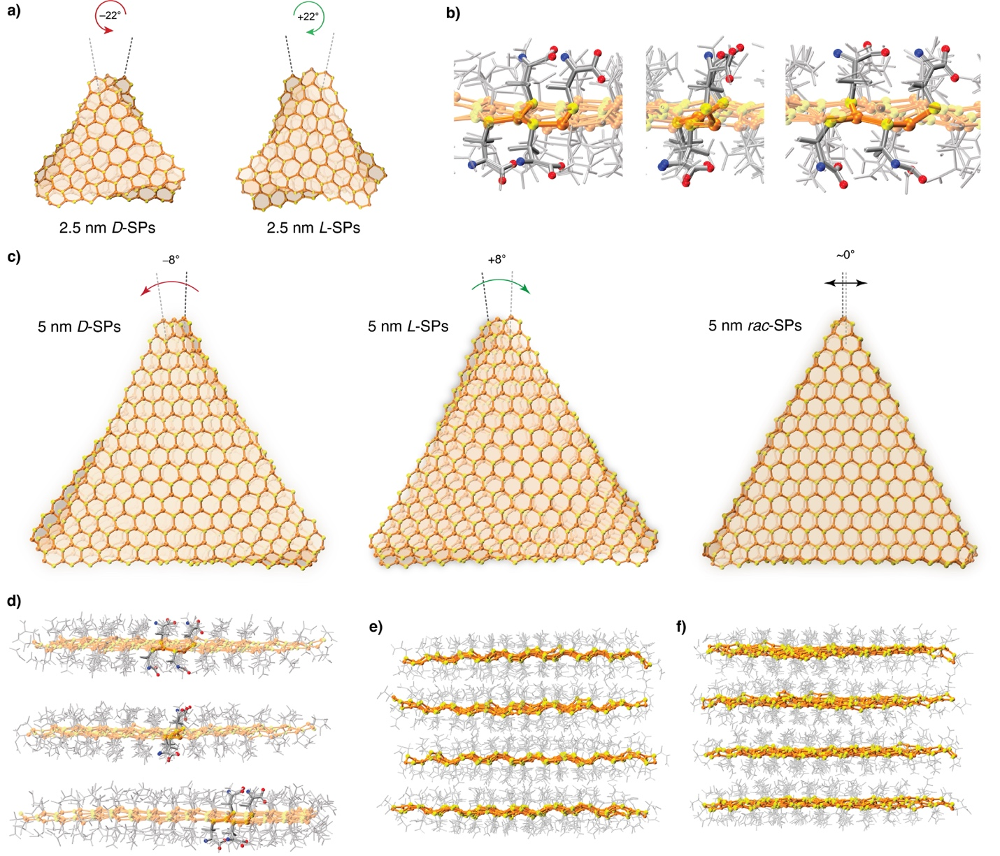 a)
–22°
+22°
b)
2.5 nm D-SPs
2.5 nm L-SPs
c)
–8°
+8°
~0°
5 nm D-SPs
5 nm L-SPs
5 nm rac-SPs
d)
e)
f)